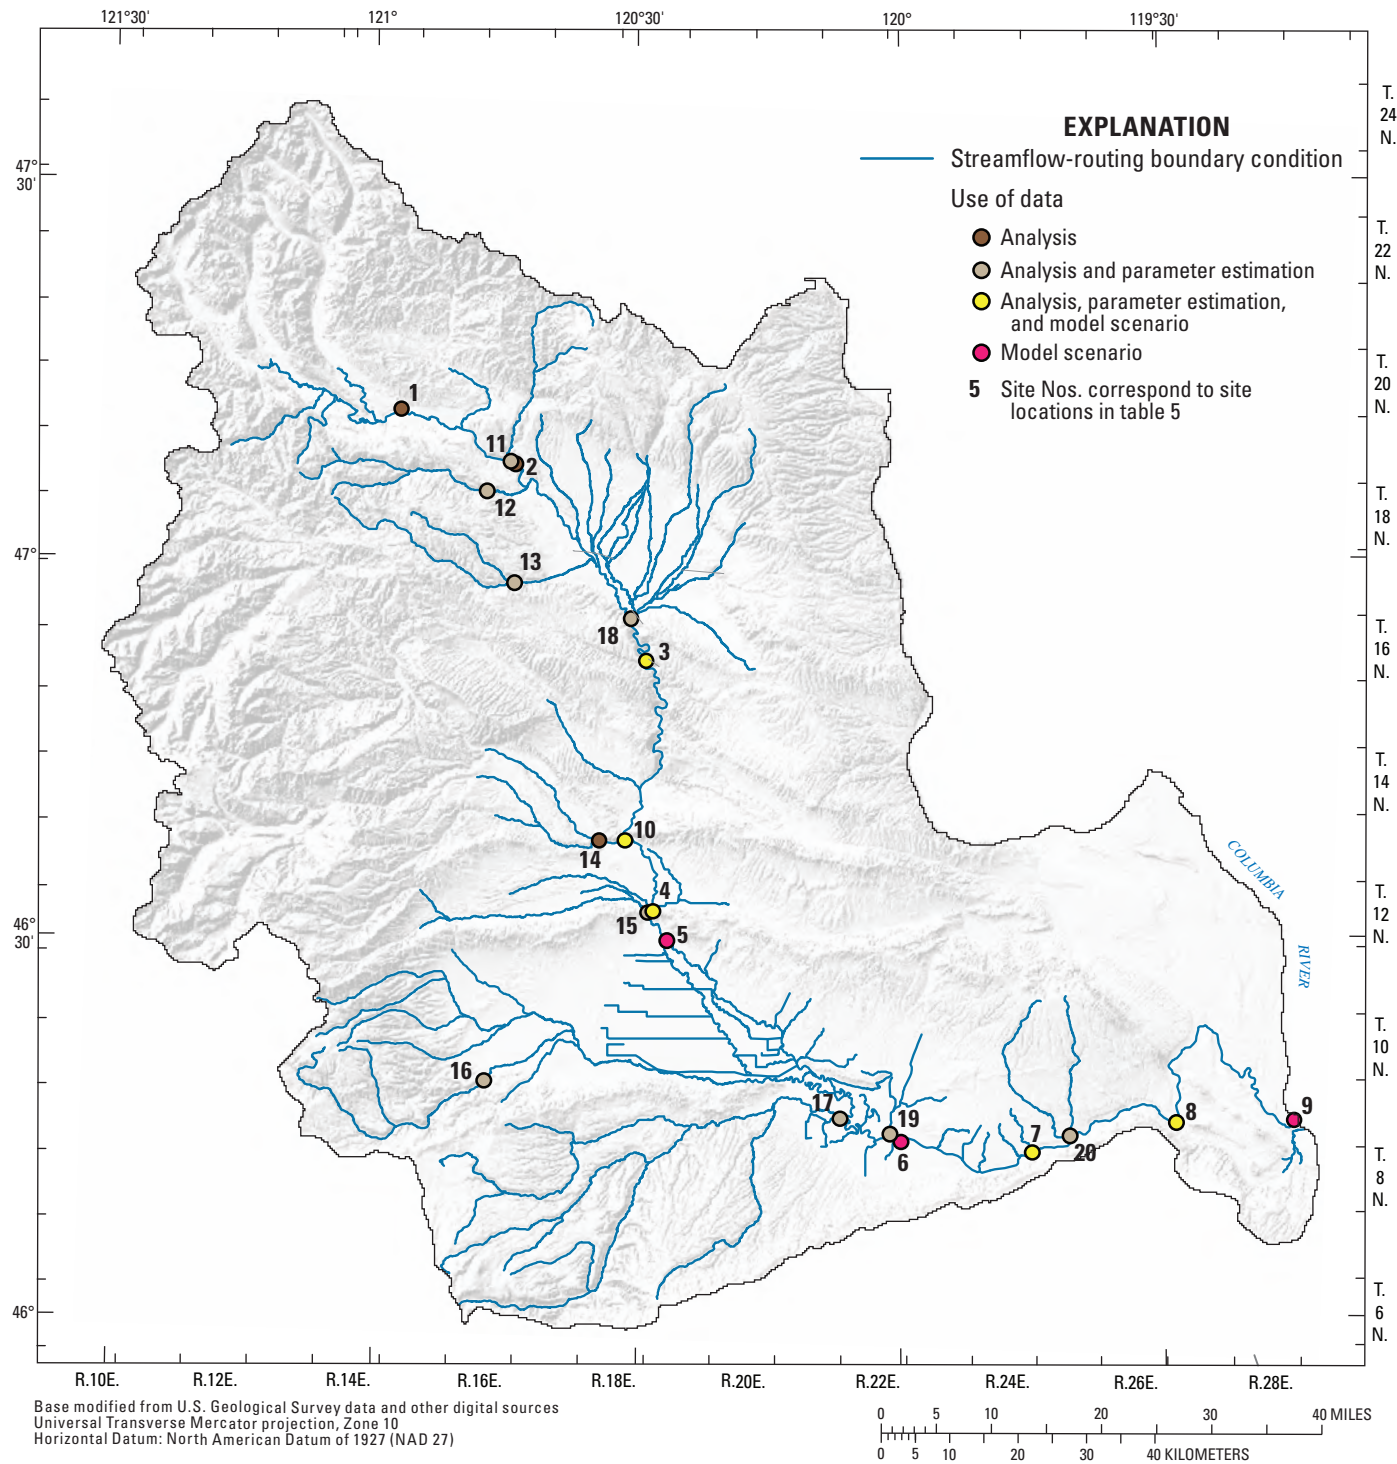 121°30'
121°
120°30'
120°
119°30'
47°
30'
47°
46°
30'
46°
T.
24
N.
T.
22
N.
T.
20
N.
T.
18
N.
T.
16
N.
T.
14
N.
T.
12
N.
T.
10
N.
T.
8
N.
T.
6
N.
EXPLANATION
Streamflow-routing boundary condition
Use of data
Analysis
Analysis and parameter estimation
Analysis, parameter estimation,
and model scenario
Model scenario
5 Site Nos. correspond to site
locations in table 5
1
11
2
12
13
18
3
10
14
4
15
5
16
17
19
6
7
20
8
9
COLUMBIA
RIVER
R.10E.
R.12E.
R.14E.
R.16E.
R.18E.
R.20E.
R.22E.
R.24E.
R.26E.
R.28E.
Base modified from U.S. Geological Survey data and other digital sources
Universal Transverse Mercator projection, Zone 10
Horizontal Datum: North American Datum of 1927 (NAD 27)
0 5 10 20 30 40 MILES
0 5 10 20 30 40 KILOMETERS